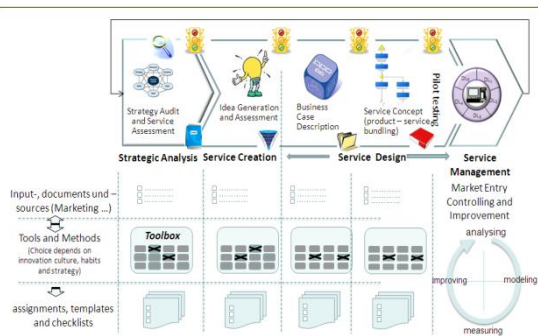 Strategy Audit
and Service
Assessment
Idea Generation
and Assessment
Business
Case
Description
Service Concept
(product – service
bundling)
Pilot testing
Strategic Analysis
Service Creation
Service Design
Service
Management
Input-, documents und –
sources (Marketing ...)
Market Entry
Controlling and
Improvement
Tools and Methods
(Choice depends on
innovation culture, habits
and strategy)
Toolbox
analysing
improving
modeling
measuring
assignments, templates
and checklists